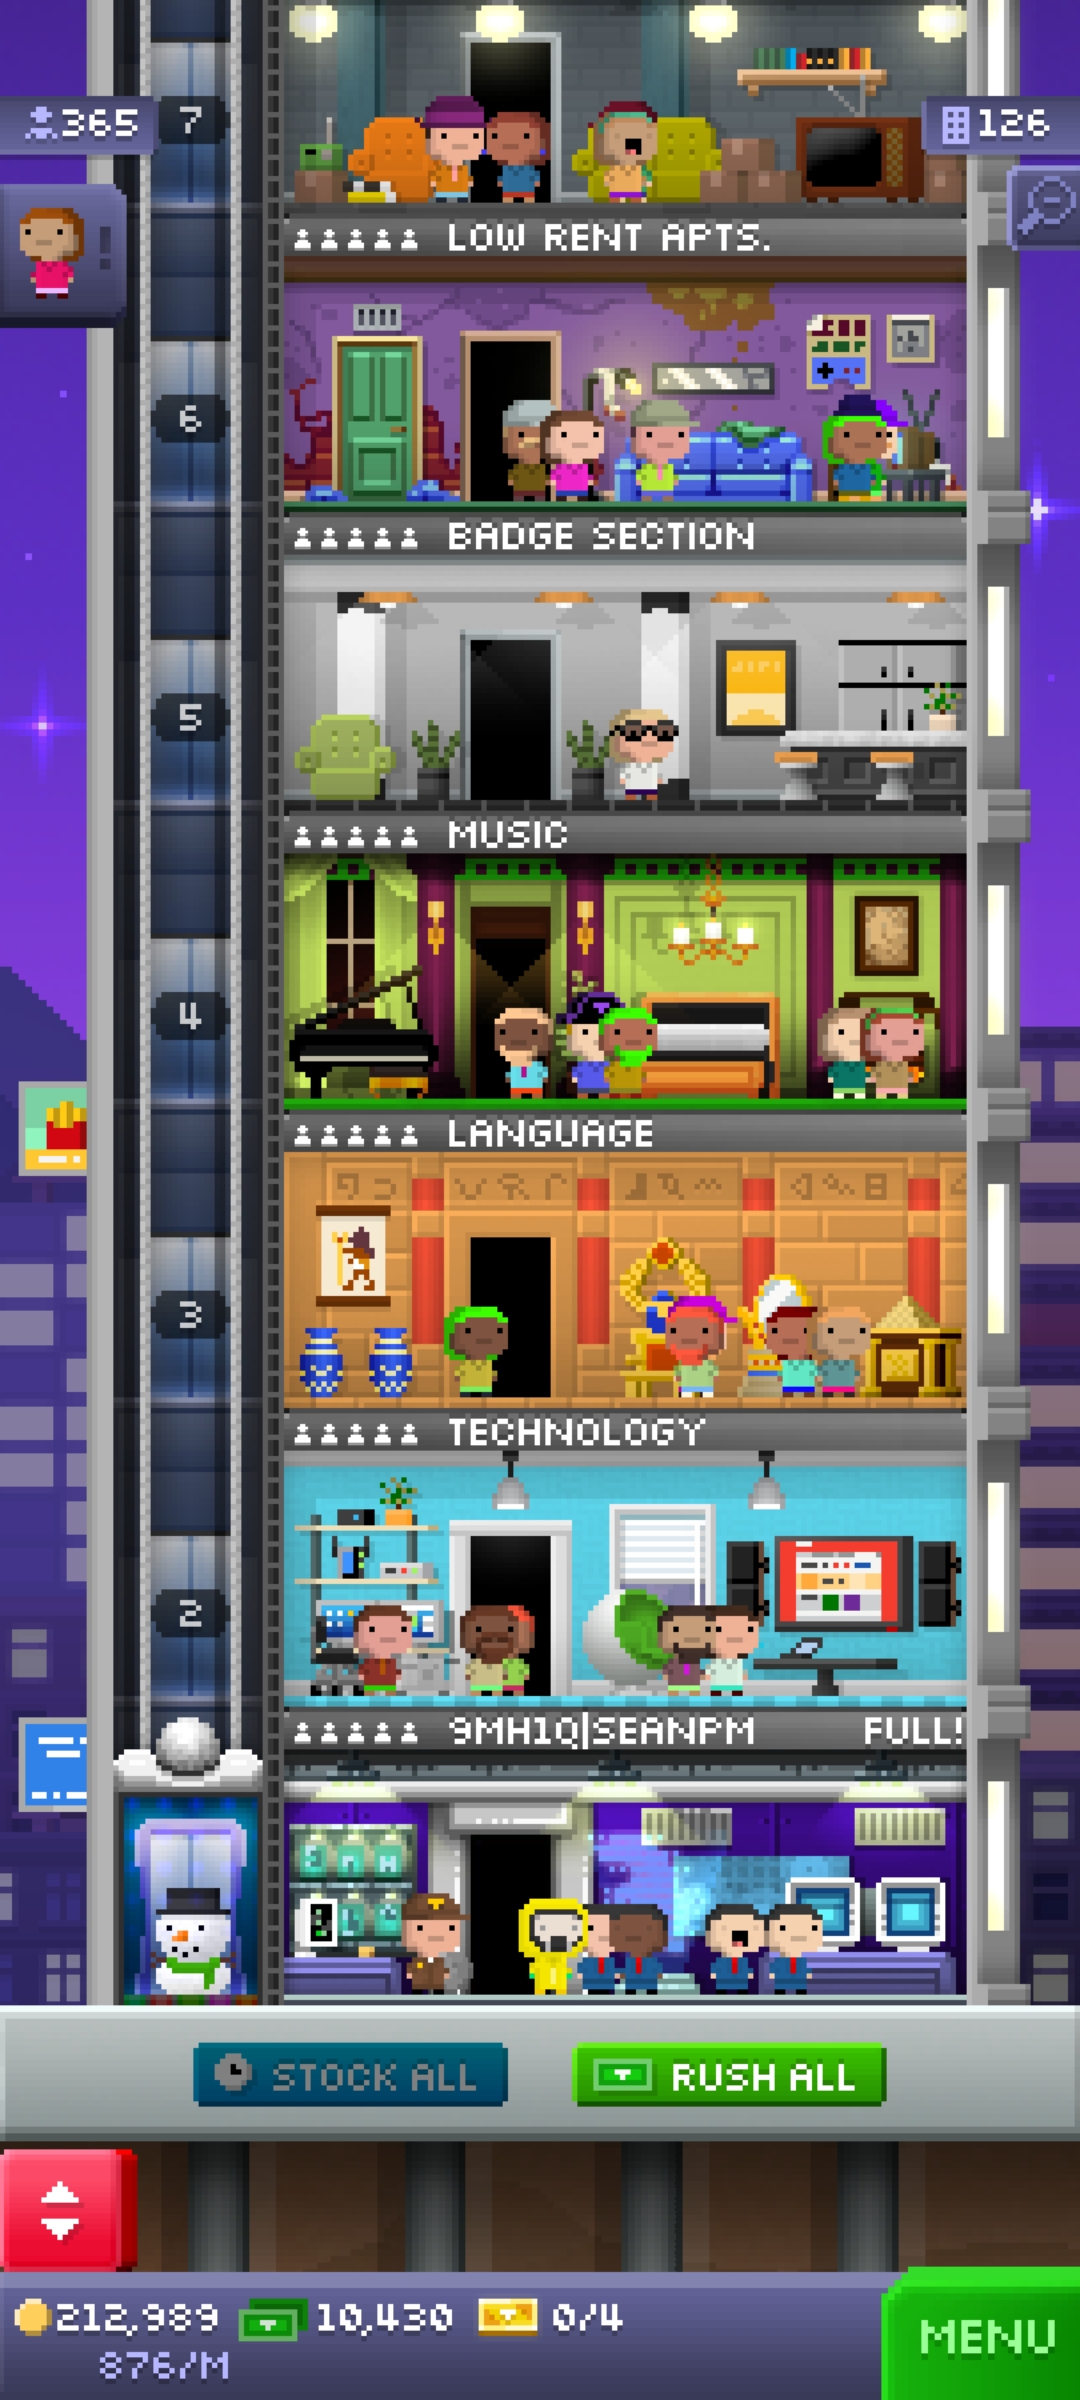 7
365
126
LOW RENT APTS.
6
BADGE SECTION
5
MUSIC
4
LANGUAGE
3
TECHNOLOGY
2
9MH1Q|SEANPM FULL!
STOCK ALL
RUSH ALL
212,989 10,430 0/4
876/M
MENU